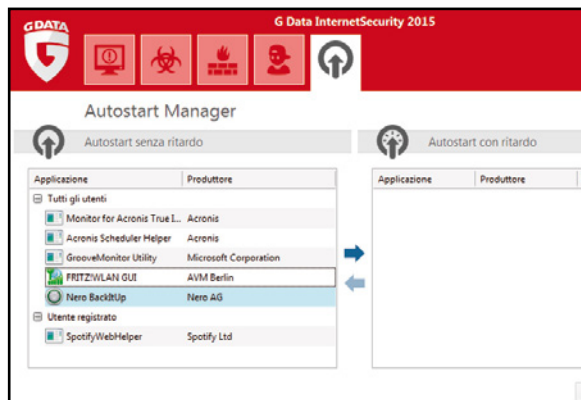 G DATA
G Data InternetSecurity 2015
Autostart Manager
Autostart senza ritardo
Autostart con ritardo
Applicazione Produttore
Tutti gli utenti
Monitor for Acronis True I... Acronis
Acronis Scheduler Helper Acronis
GrooveMonitor Utility Microsoft Corporation
FRITZ!WLAN GUI AVM Berlin
Nero BackItUp Nero AG
Utente registrato
SpotifyWebHelper Spotify Ltd
Applicazione Produttore